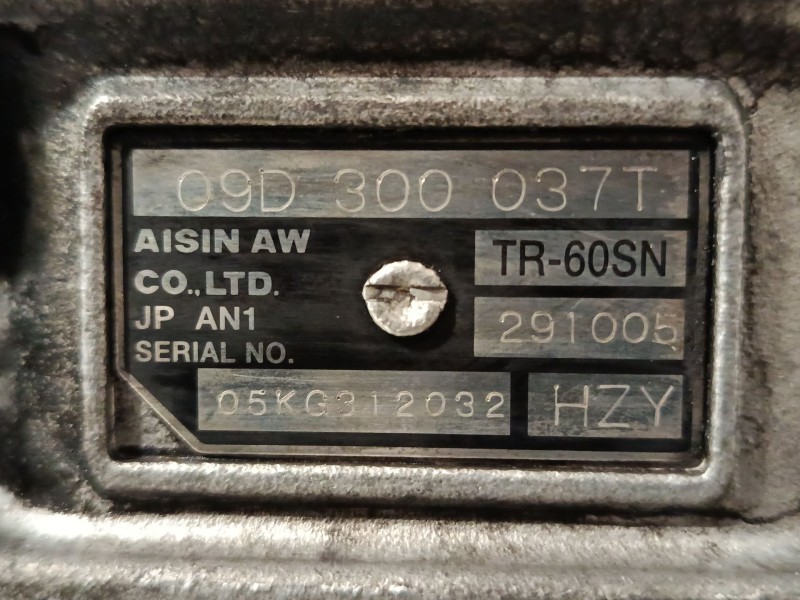 09D 300 037T
AISIN AW
CO.,LTD.
TR-60SN
JP AN1
291005
SERIAL NO.
05KG312032
HZY